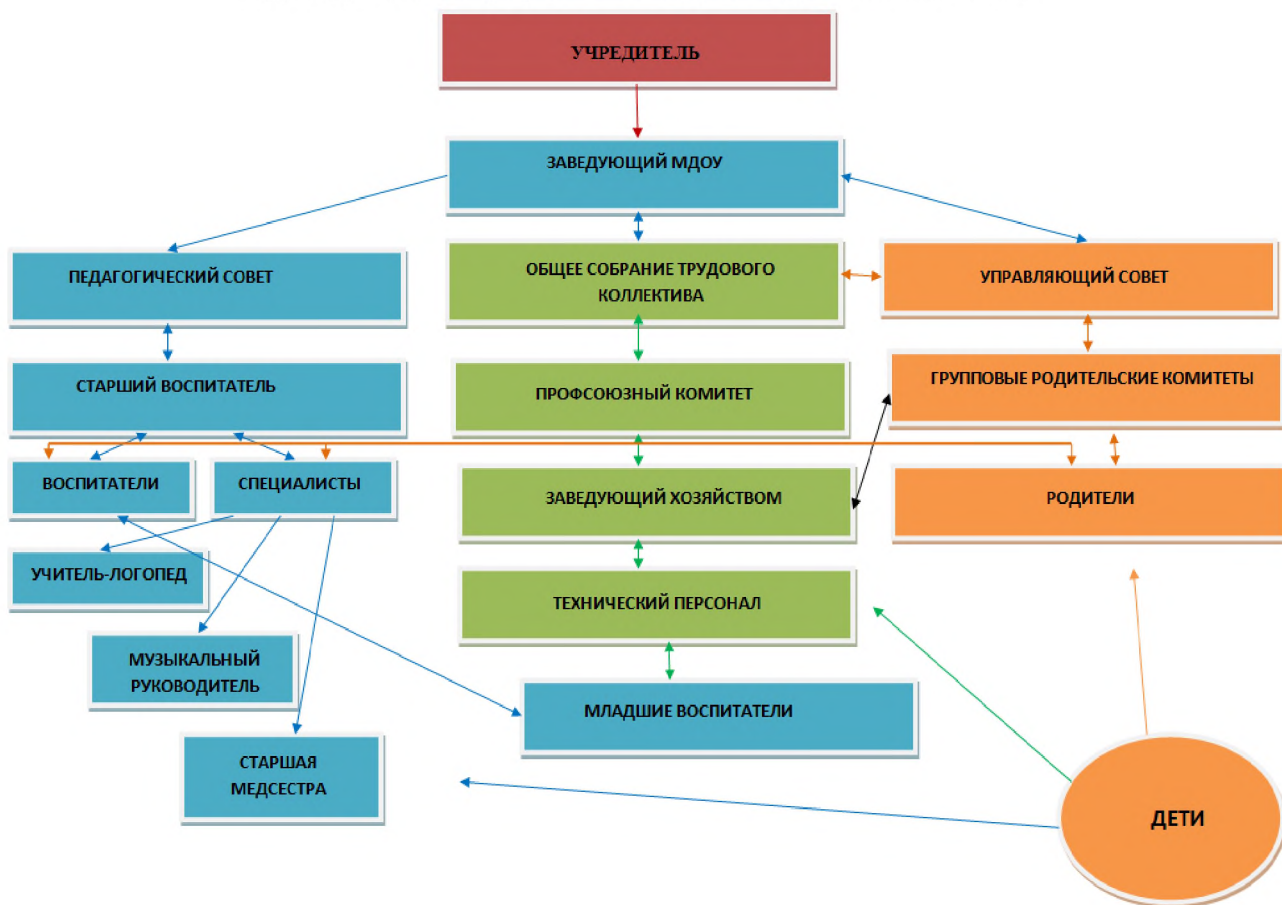 УЧРЕДИТЕЛЬ
ЗАВЕДУЮЩИЙ МДОУ
ПЕДАГОГИЧЕСКИЙ СОВЕТ
ОБЩЕЕ СОБРАНИЕ ТРУДОВОГО
КОЛЛЕКТИВА
УПРАВЛЯЮЩИЙ СОВЕТ
СТАРШИЙ ВОСПИТАТЕЛЬ
ПРОФСОЮЗНЫЙ КОМИТЕТ
ГРУППОВЫЕ РОДИТЕЛЬСКИЕ КОМИТЕТЫ
ВОСПИТАТЕЛИ
СПЕЦИАЛИСТЫ
ЗАВЕДУЮЩИЙ ХОЗЯЙСТВОМ
РОДИТЕЛИ
УЧИТЕЛЬ-ЛОГОПЕД
ТЕХНИЧЕСКИЙ ПЕРСОНАЛ
МУЗЫКАЛЬНЫЙ
РУКОВОДИТЕЛЬ
МЛАДШИЕ ВОСПИТАТЕЛИ
СТАРШАЯ
МЕДСЕСТРА
ДЕТИ